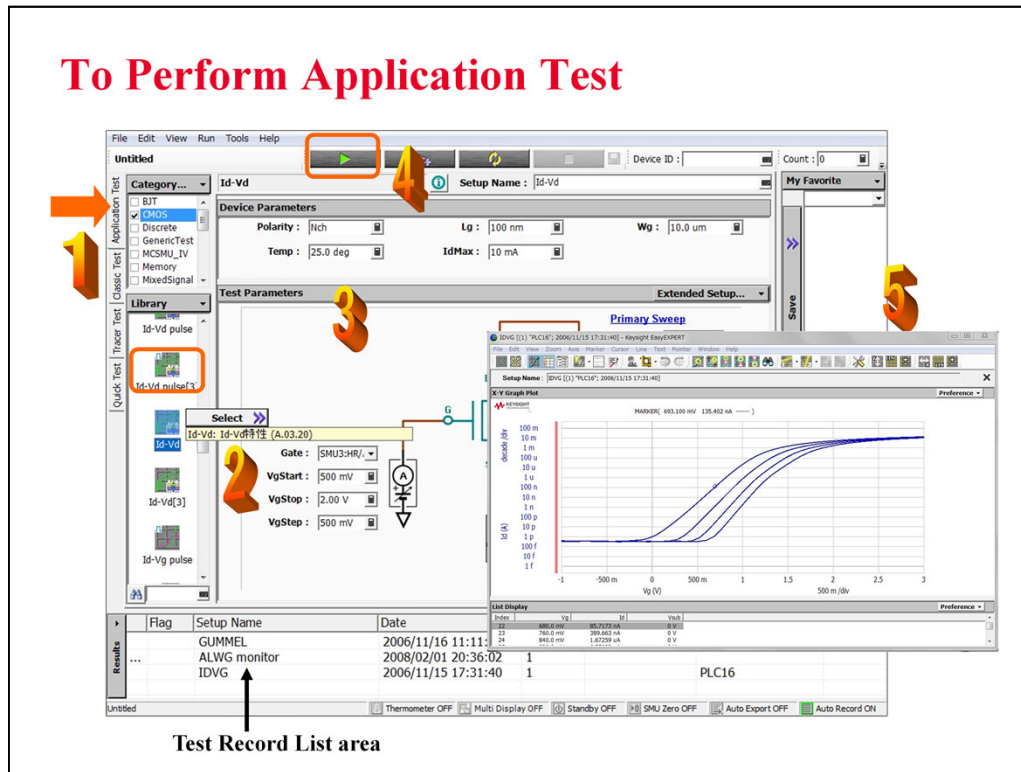 To Perform Application Test
File Edit View Run Tools Help
Untitled
Device ID :
Count : 0
Application Test
Classic Test
Tracer Test
Quick Test
Category...
BJT
CMOS
Discrete
GenericTest
MCSMU_IV
Memory
MixedSignal
Library
Id-Vd pulse
Id-Vd pulse[3]
Id-Vd
Id-Vd[3]
Id-Vg pulse
Select
Id-Vd: Id-Vd特性 (A.03.20)
Id-Vd
Setup Name : Id-Vd
Device Parameters
Polarity : Nch
Lg : 100 nm
Wg : 10.0 um
Temp : 25.0 deg
IdMax : 10 mA
Test Parameters
Extended Setup...
Primary Sweep
G
Gate : SMU3:HR/
VgStart : 500 mV
VgStop : 2.00 V
VgStep : 500 mV
A
My Favorite
Save
1
2
3
4
5
IDVG [(1) "PLC16"; 2006/11/15 17:31:40] - Keysight EasyEXPERT
File Edit View Zoom Axis Marker Cursor Line Text Pointer Window Help
Setup Name : IDVG [(1) "PLC16"; 2006/11/15 17:31:40]
X-Y Graph Plot
Preference
KEYSIGHT
MARKER( 693.100 mV 135.402 nA ------ )
decade /div
Id (A)
100 m
10 m
1 m
100 u
10 u
1 u
100 n
10 n
1 n
100 p
10 p
1 p
100 f
10 f
1 f
-1 -500 m 0 500 m 1 1.5 2 2.5 3
Vg (V)
500 m /div
List Display
Preference
Index Vg Id Vsub
22 680.0 mV 85.7173 nA 0 V
23 760.0 mV 389.663 nA 0 V
24 840.0 mV 1.67259 uA 0 V
Results
Flag Setup Name Date
GUMMEL 2006/11/16 11:11:
... ALWG monitor 2008/02/01 20:36:02 1
IDVG 2006/11/15 17:31:40 1 PLC16
Untitled
Thermometer OFF Multi Display OFF Standby OFF SMU Zero OFF Auto Export OFF Auto Record ON
Test Record List area